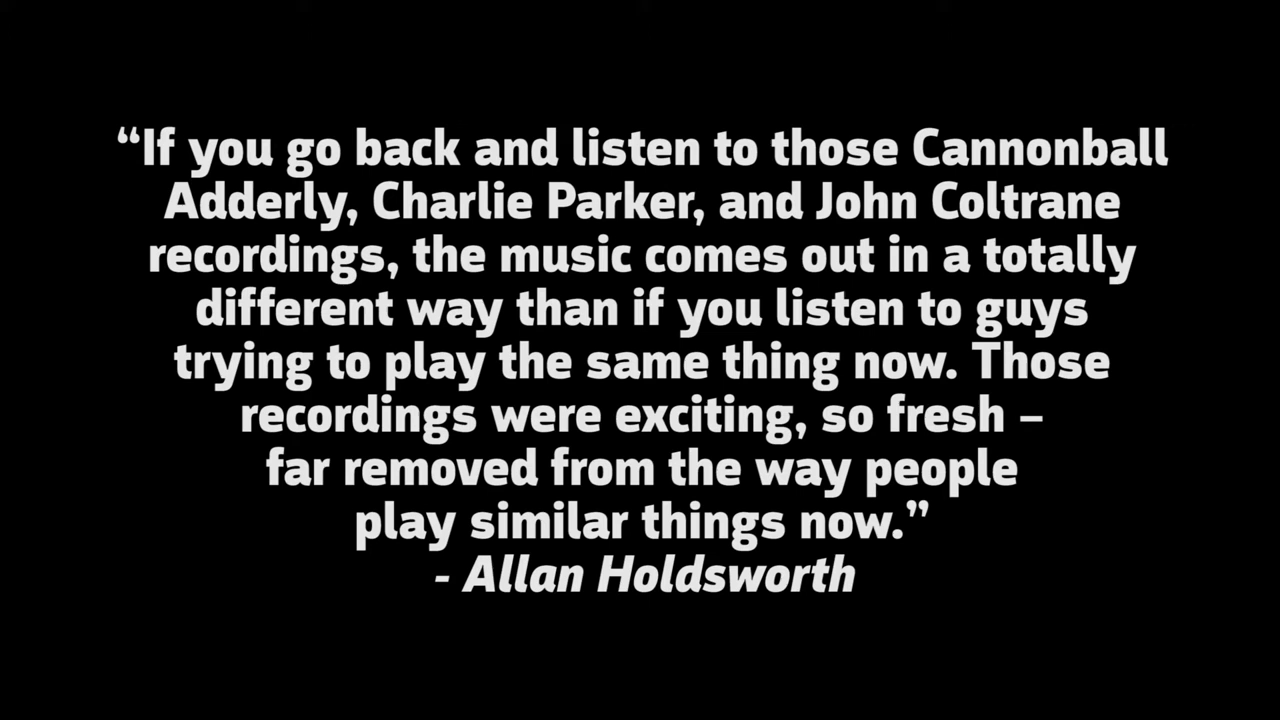 “If you go back and listen to those Cannonball
Adderly, Charlie Parker, and John Coltrane
recordings, the music comes out in a totally
different way than if you listen to guys
trying to play the same thing now. Those
recordings were exciting, so fresh –
far removed from the way people
play similar things now.”
- Allan Holdsworth